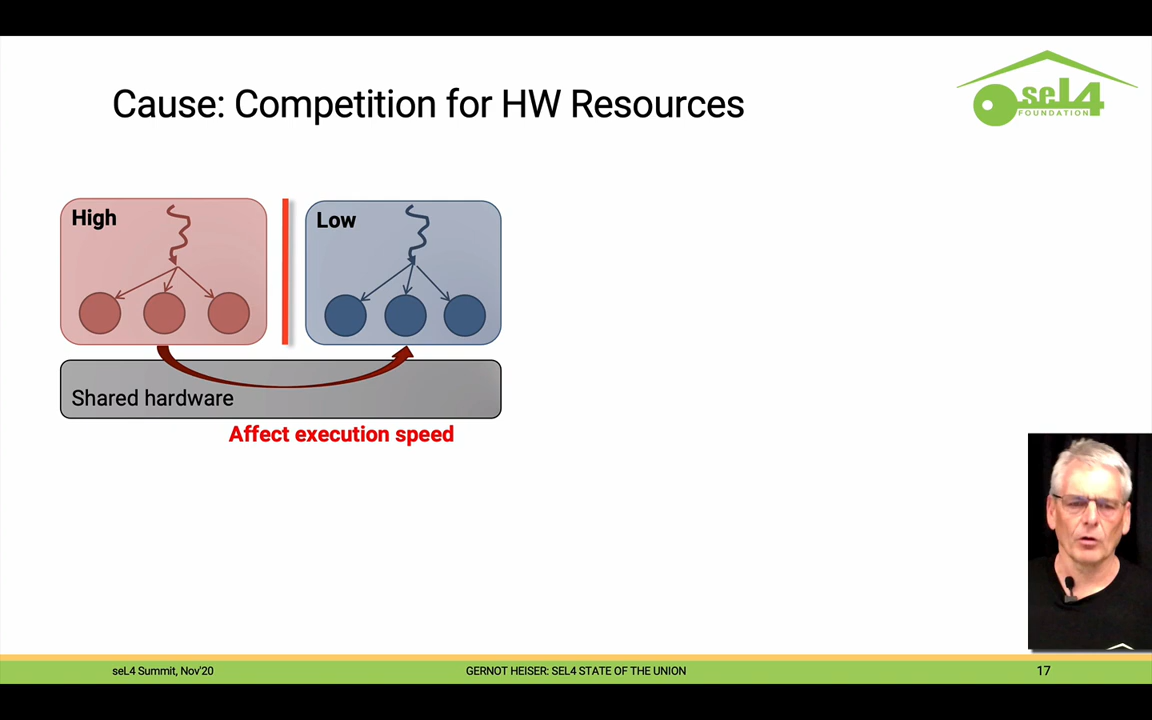 Cause: Competition for HW Resources
seL4
FOUNDATION
High
Low
Shared hardware
Affect execution speed
seL4 Summit, Nov'20
GERNOT HEISER: SEL4 STATE OF THE UNION
17